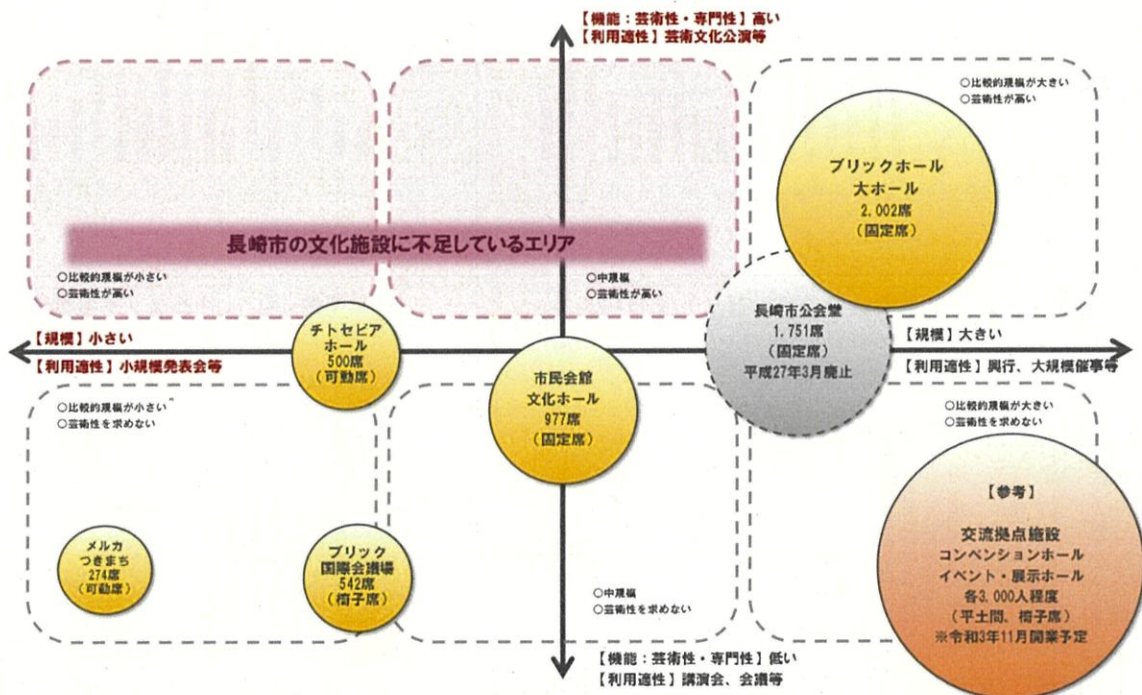 【機能：芸術性・専門性】高い
【利用適性】芸術文化公演等
○比較的規模が大きい
○芸術性が高い
ブリックホール
大ホール
2,002席
（固定席）
長崎市の文化施設に不足しているエリア
○比較的規模が小さい
○芸術性が高い
○中規模
○芸術性が高い
長崎市公会堂
1,751席
（固定席）
平成27年3月廃止
【規模】小さい
【利用適性】小規模発表会等
チトセピア
ホール
500席
（可動席）
【規模】大きい
【利用適性】興行、大規模催事等
市民会館
文化ホール
977席
（固定席）
○比較的規模が小さい
○芸術性を求めない
○比較的規模が大きい
○芸術性を求めない
メルカ
つきまち
274席
（可動席）
ブリック
国際会議場
542席
（椅子席）
○中規模
○芸術性を求めない
【参考】
交流拠点施設
コンベンションホール
イベント・展示ホール
各3,000人程度
（平土間、椅子席）
※令和3年11月開業予定
【機能：芸術性・専門性】低い
【利用適性】講演会、会議等